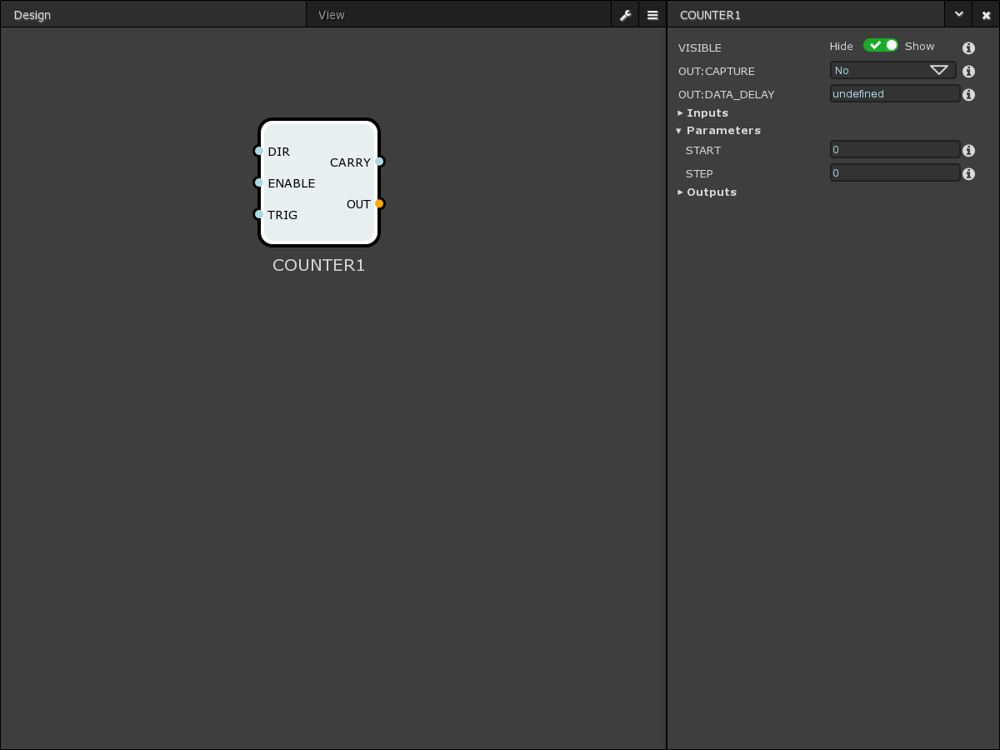 Design
View
COUNTER1
VISIBLE
Hide
Show
OUT:CAPTURE
No
OUT:DATA_DELAY
undefined
Inputs
Parameters
START
0
STEP
0
Outputs
DIR
CARRY
ENABLE
OUT
TRIG
COUNTER1